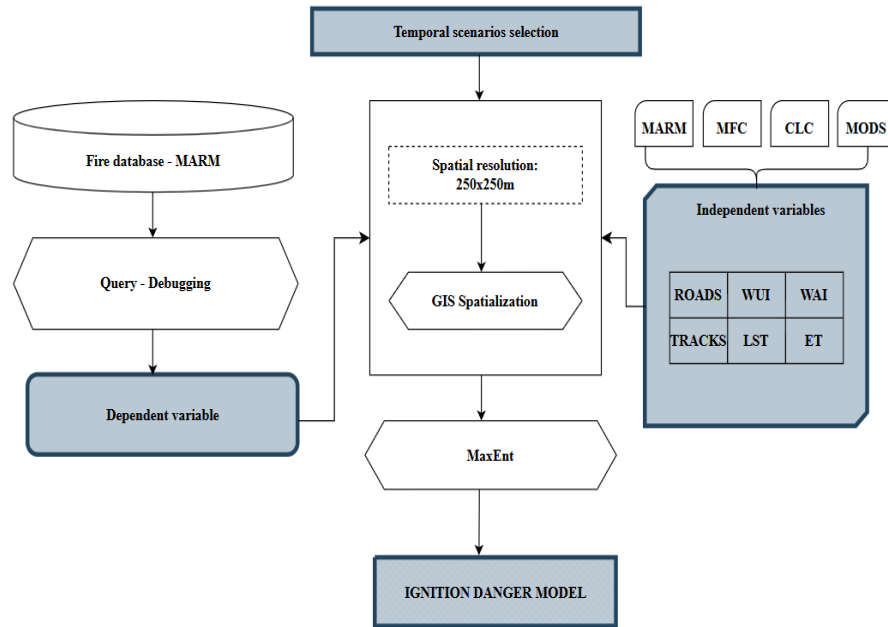 Temporal scenarios selection
Fire database - MARM
Query - Debugging
Dependent variable
Spatial resolution:
250x250m
GIS Spatialization
MaxEnt
IGNITION DANGER MODEL
MARM MFC CLC MODS
Independent variables
ROADS WUI WAI
TRACKS LST ET